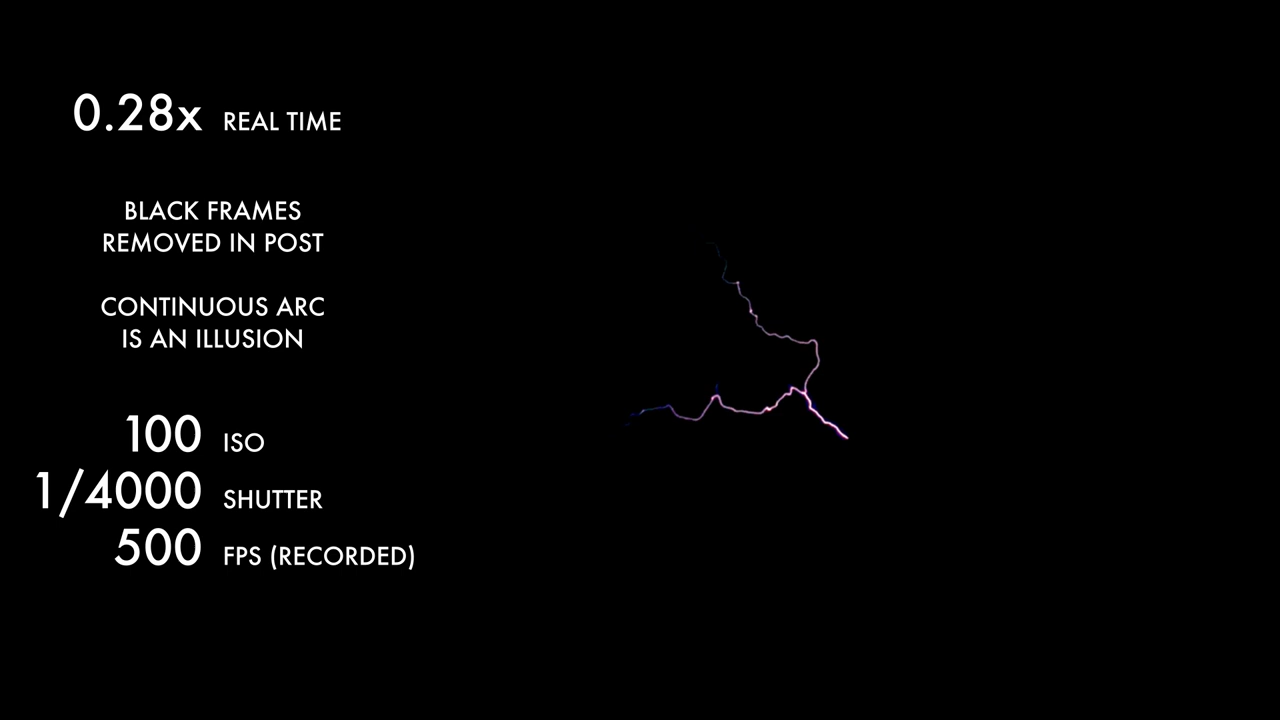 0.28x REAL TIME
BLACK FRAMES
REMOVED IN POST
CONTINUOUS ARC
IS AN ILLUSION
100 ISO
1/4000 SHUTTER
500 FPS (RECORDED)